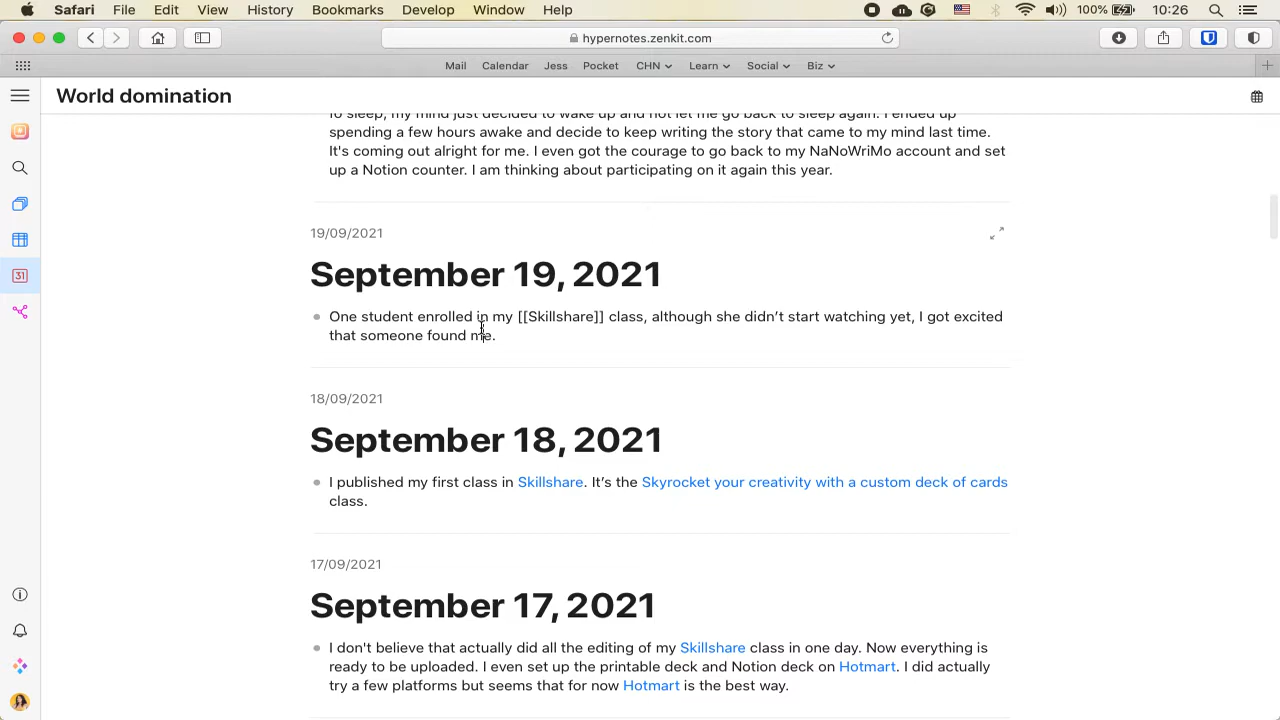 Safari File Edit View History Bookmarks Develop Window Help 100% 10:26
hypernotes.zenkit.com
Mail Calendar Jess Pocket CHN Learn Social Biz
World domination
to sleep, my mind just decided to wake up and not let me go back to sleep again. I ended up
spending a few hours awake and decide to keep writing the story that came to my mind last time.
It's coming out alright for me. I even got the courage to go back to my NaNoWriMo account and set
up a Notion counter. I am thinking about participating on it again this year.
19/09/2021
September 19, 2021
One student enrolled in my [[Skillshare]] class, although she didn’t start watching yet, I got excited
that someone found me.
18/09/2021
September 18, 2021
I published my first class in Skillshare. It’s the Skyrocket your creativity with a custom deck of cards
class.
17/09/2021
September 17, 2021
I don't believe that actually did all the editing of my Skillshare class in one day. Now everything is
ready to be uploaded. I even set up the printable deck and Notion deck on Hotmart. I did actually
try a few platforms but seems that for now Hotmart is the best way.
31